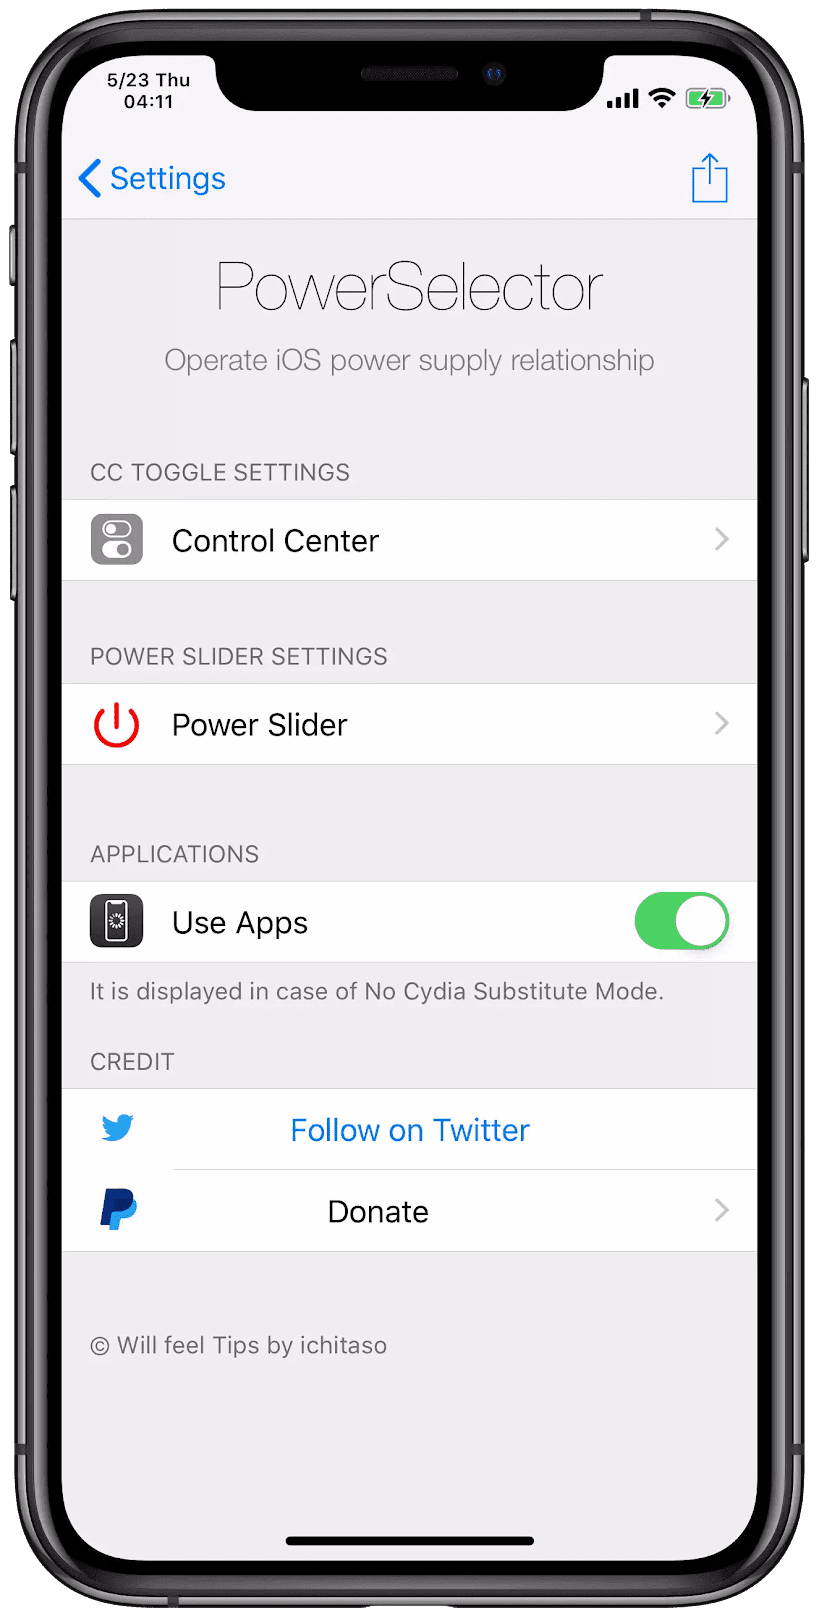 5/23 Thu
04:11
Settings
PowerSelector
Operate iOS power supply relationship
CC TOGGLE SETTINGS
Control Center
POWER SLIDER SETTINGS
Power Slider
APPLICATIONS
Use Apps
It is displayed in case of No Cydia Substitute Mode.
CREDIT
Follow on Twitter
Donate
© Will feel Tips by ichitaso